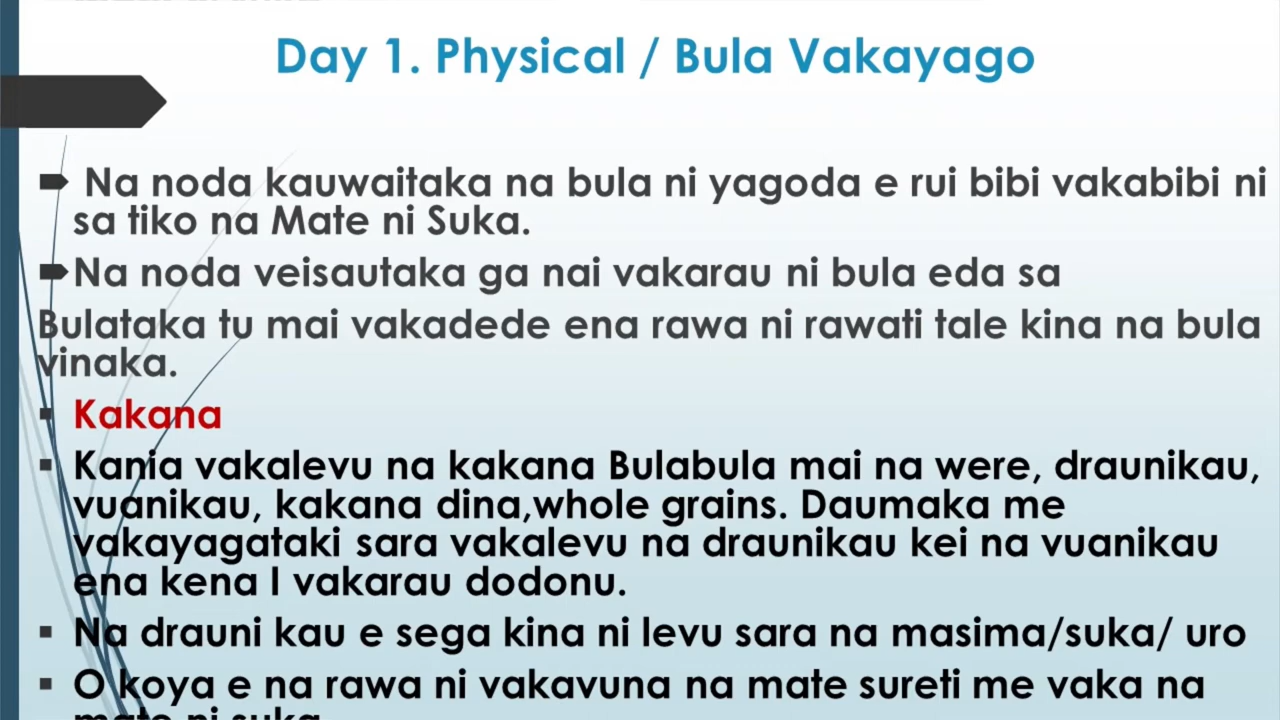 Day 1. Physical / Bula Vakayago
Na noda kauwaitaka na bula ni yagoda e rui bibi vakabibi ni
sa tiko na Mate ni Suka.
Na noda veisautaka ga nai vakarau ni bula eda sa
Bulataka tu mai vakadede ena rawa ni rawati tale kina na bula
vinaka.
Kakana
Kania vakalevu na kakana Bulabula mai na were, draunikau,
vuanikau, kakana dina,whole grains. Daumaka me
vakayagataki sara vakalevu na draunikau kei na vuanikau
ena kena I vakarau dodonu.
Na drauni kau e sega kina ni levu sara na masima/suka/ uro
O koya e na rawa ni vakavuna na mate sureti me vaka na
mate ni suka